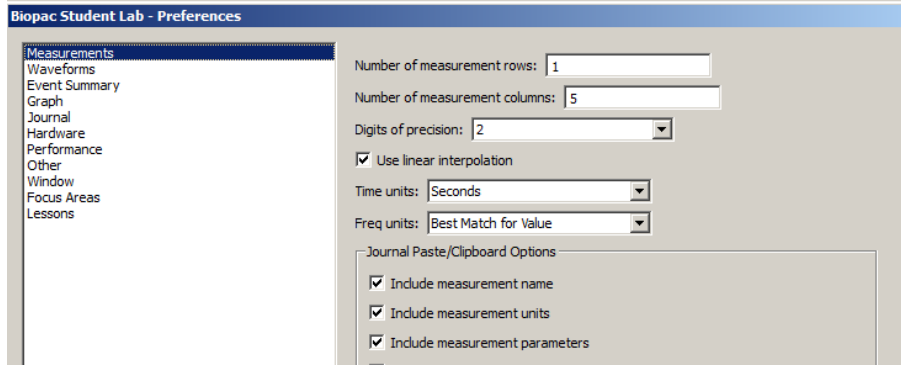 Biopac Student Lab - Preferences
Measurements
Waveforms
Event Summary
Graph
Journal
Hardware
Performance
Other
Window
Focus Areas
Lessons
Number of measurement rows: 1
Number of measurement columns: 5
Digits of precision: 2
Use linear interpolation
Time units: Seconds
Freq units: Best Match for Value
Journal Paste/Clipboard Options
Include measurement name
Include measurement units
Include measurement parameters